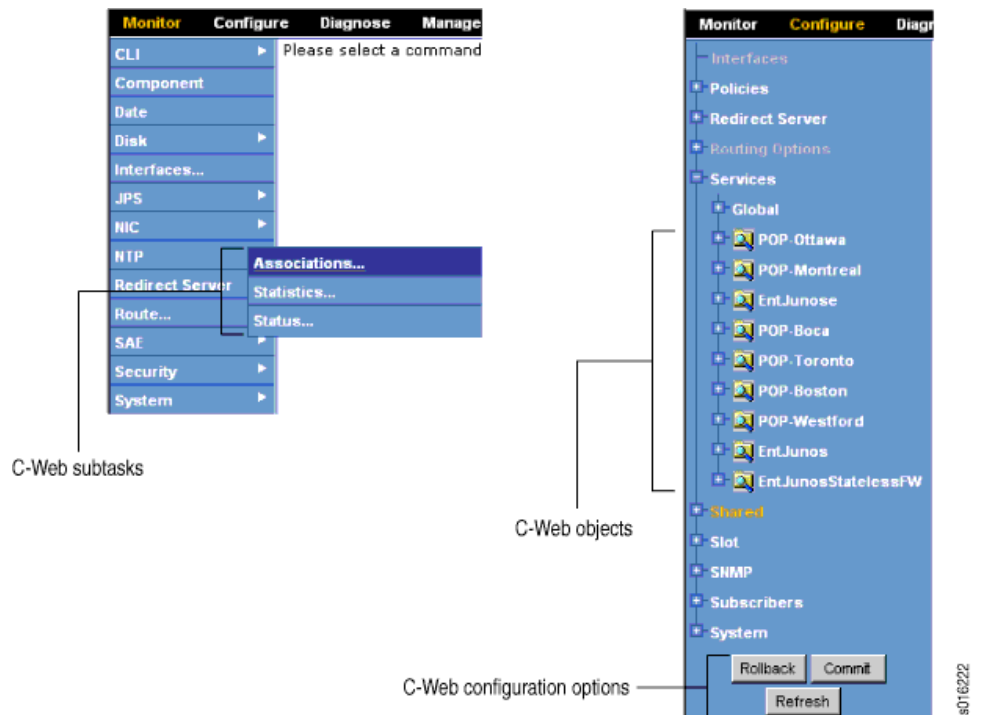 Monitor Configure Diagnose Manage
CLI
Please select a command
Component
Date
Disk
Interfaces...
JPS
NIC
NTP
Associations...
Redirect Server
Statistics...
Route...
Status...
SAE
Security
System
C-Web subtasks
Monitor Configure Diagr
Interfaces
Policies
Redirect Server
Routing Options
Services
Global
POP-Ottawa
POP-Montreal
EntJunose
POP-Boca
POP-Toronto
POP-Boston
POP-Westford
EntJunos
EntJunosStatelessFW
C-Web objects
Shared
Slot
SNMP
Subscribers
System
Rollback Commit
C-Web configuration options
Refresh
s016222